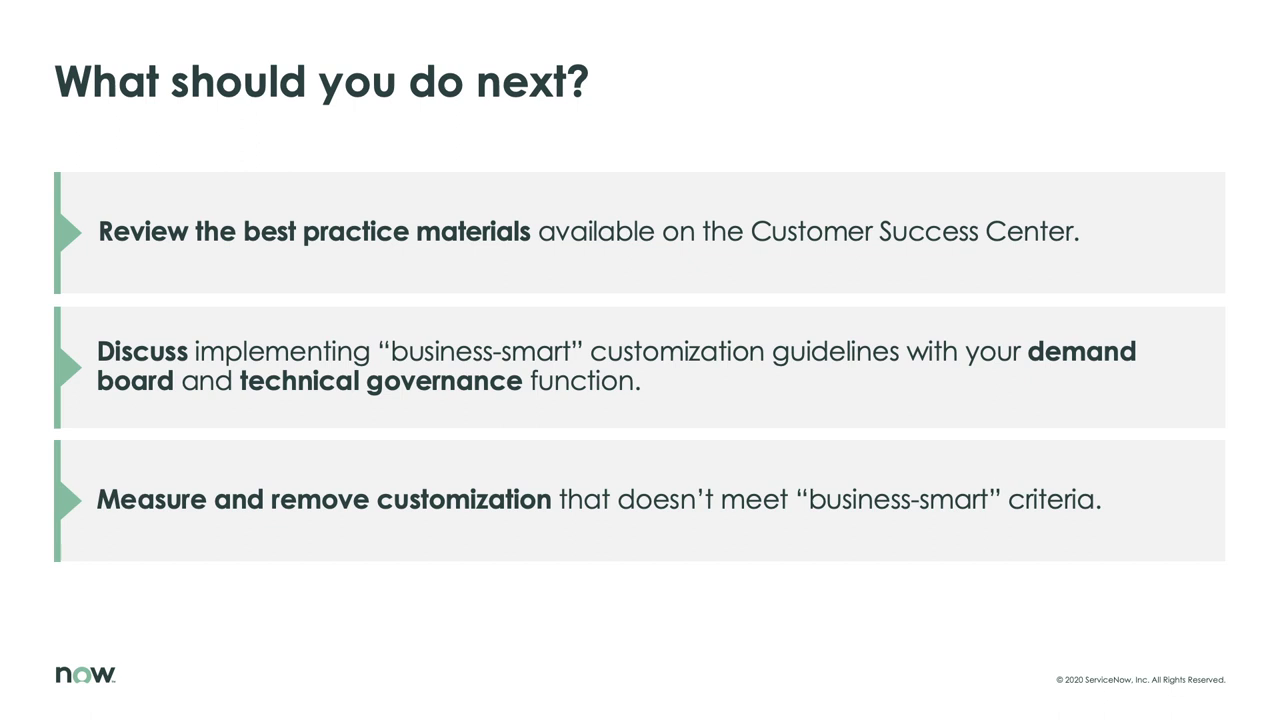 What should you do next?
Review the best practice materials available on the Customer Success Center.
Discuss implementing “business-smart” customization guidelines with your demand
board and technical governance function.
Measure and remove customization that doesn’t meet “business-smart” criteria.
now™
© 2020 ServiceNow, Inc. All Rights Reserved.